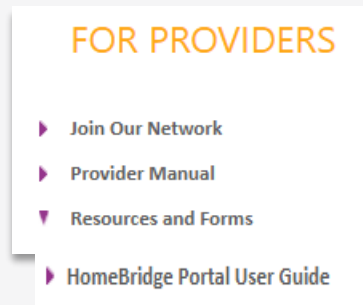 FOR PROVIDERS
Join Our Network
Provider Manual
Resources and Forms
HomeBridge Portal User Guide